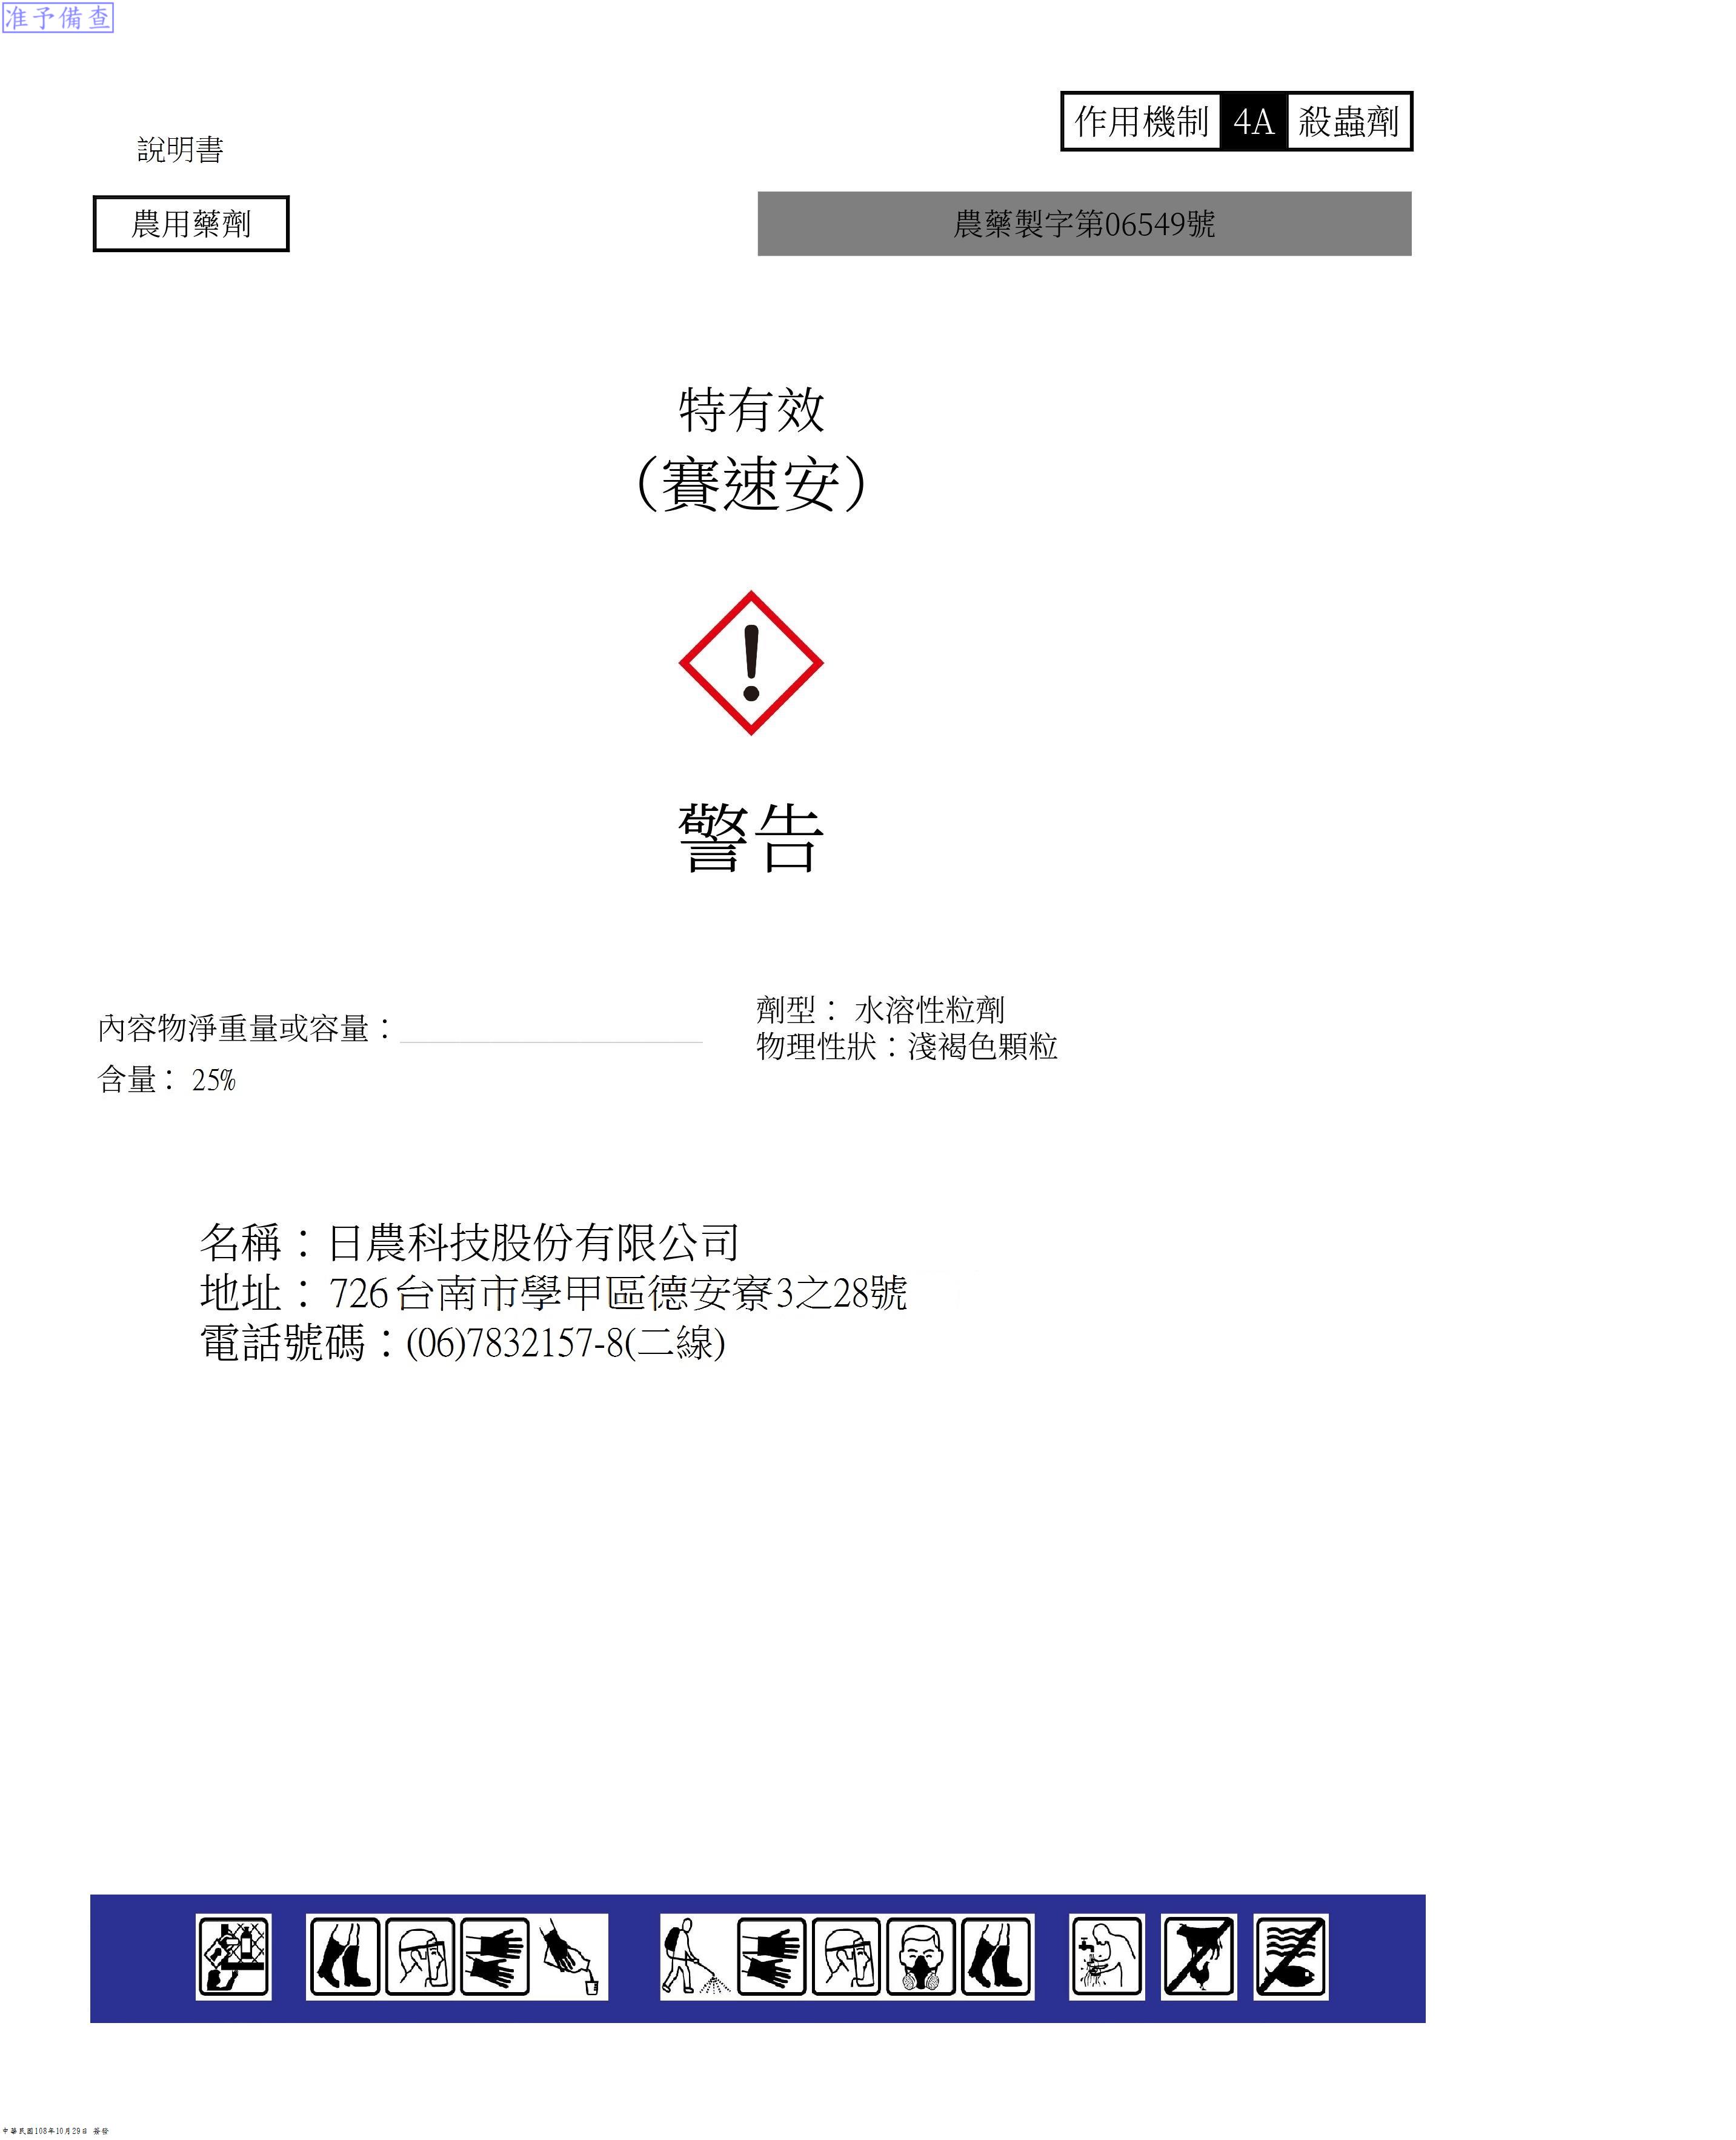 准予備查
作用機制 4A 殺蟲劑
說明書
農用藥劑
農藥製字第06549號
特有效
（賽速安）
警告
內容物淨重量或容量：
劑型： 水溶性粒劑
物理性狀：淺褐色顆粒
含量： 25%
名稱：日農科技股份有限公司
地址： 726台南市學甲區德安寮3之28號
電話號碼：(06)7832157-8(二線)
中華民國108年10月29日 簽發